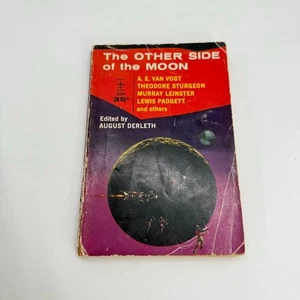 The OTHER SIDE
of the MOON
35¢
A. E. VAN VOGT
THEODORE STURGEON
MURRAY LEINSTER
LEWIS PADGETT
and others
Edited by
AUGUST DERLETH